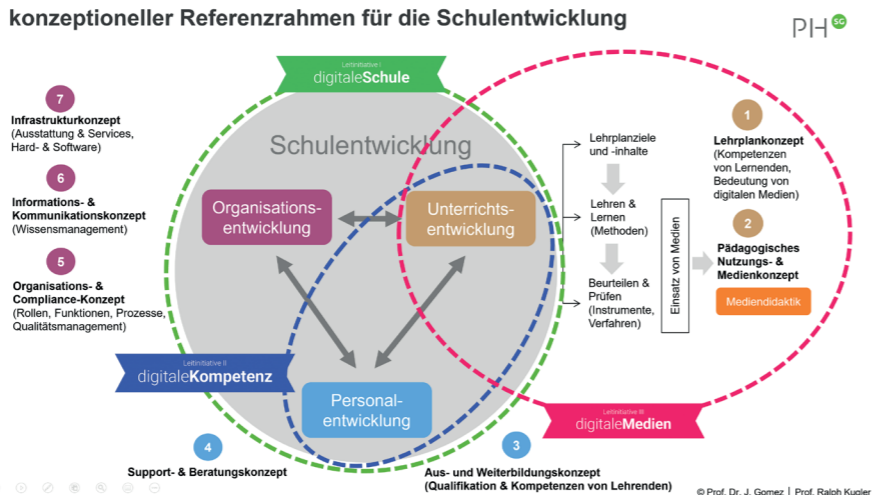 konzeptioneller Referenzrahmen für die Schulentwicklung
PH SG
Leitinitiative I
digitaleSchule
7
Infrastrukturkonzept
(Ausstattung & Services,
Hard- & Software)
6
Informations- &
Kommunikationskonzept
(Wissensmanagement)
5
Organisations- &
Compliance-Konzept
(Rollen, Funktionen, Prozesse,
Qualitätsmanagement)
Schulentwicklung
Organisations-
entwicklung
Unterrichts-
entwicklung
Personal-
entwicklung
Leitinitiative II
digitaleKompetenz
Lehrplanziele
und -inhalte
Lehren &
Lernen
(Methoden)
Beurteilen &
Prüfen
(Instrumente,
Verfahren)
Einsatz von Medien
1
Lehrplankonzept
(Kompetenzen
von Lernenden,
Bedeutung von
digitalen Medien)
2
Pädagogisches
Nutzungs- &
Medienkonzept
Mediendidaktik
Leitinitiative III
digitaleMedien
4
Support- & Beratungskonzept
3
Aus- und Weiterbildungskonzept
(Qualifikation & Kompetenzen von Lehrenden)
© Prof. Dr. J. Gomez | Prof. Ralph Kugler